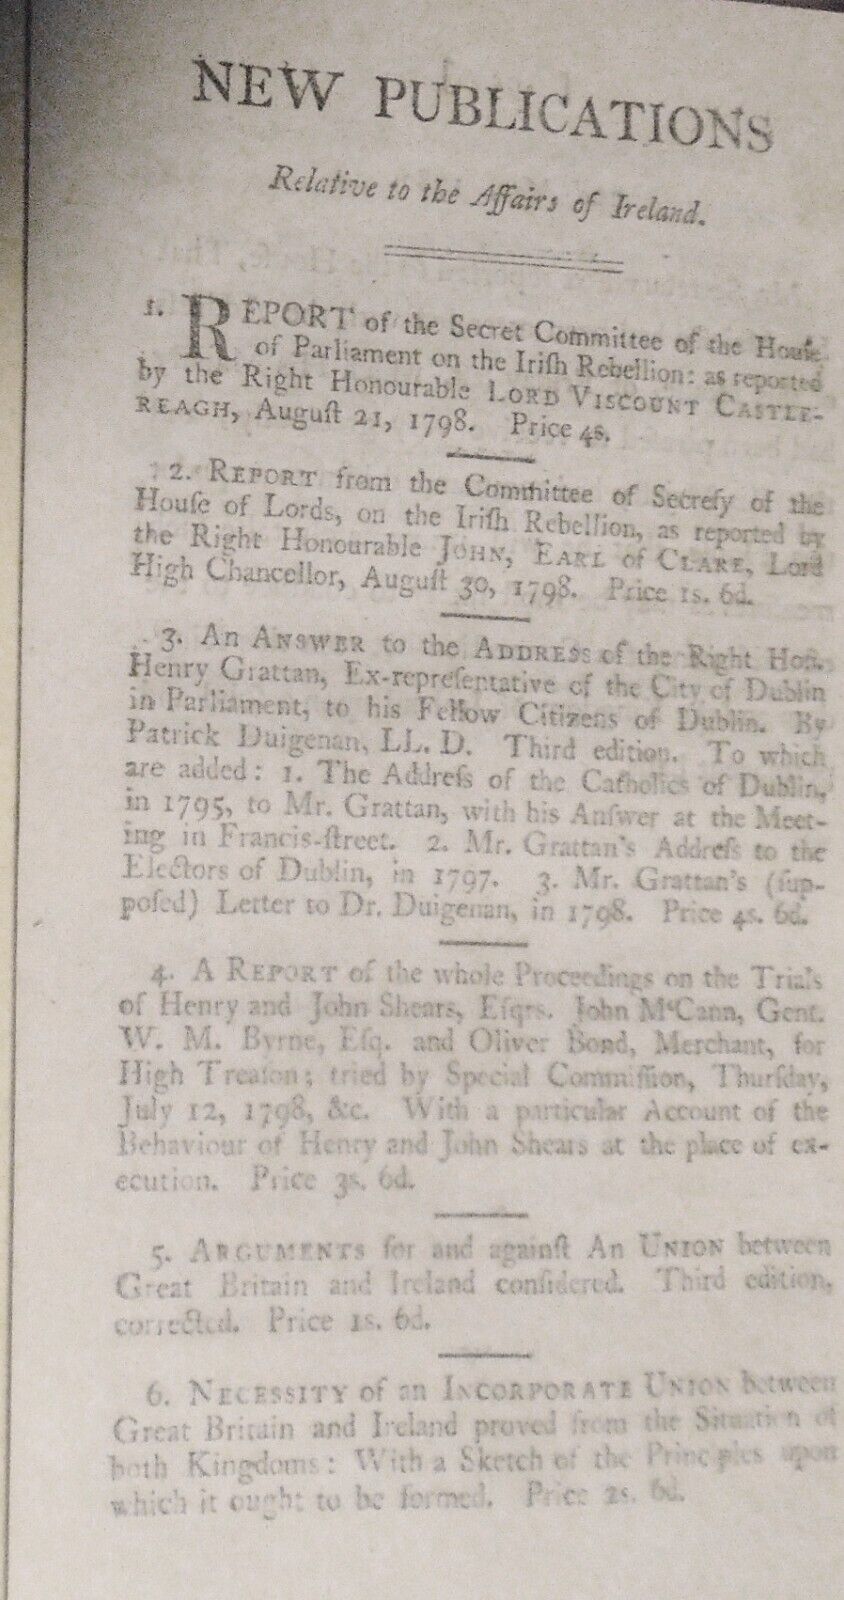 NEW PUBLICATIONS
Relative to the Affairs of Ireland.
1. REPORT of the Secret Committee of the Houſe
of Parliament on the Iriſh Rebellion: as reported
by the Right Honourable LORD VISCOUNT CASTLE-
REAGH, Auguſt 21, 1798. Price 4s.
2. REPORT from the Committee of Secreſy of the
Houſe of Lords, on the Iriſh Rebellion, as reported by
the Right Honourable JOHN, EARL of CLARE, Lord
High Chancellor, Auguſt 30, 1798. Price 1s. 6d.
3. An ANSWER to the ADDRESS of the Right Hon.
Henry Grattan, Ex-repreſentative of the City of Dublin
in Parliament, to his Fellow Citizens of Dublin. By
Patrick Duigenan, LL. D. Third edition. To which
are added: 1. The Addreſs of the Catholics of Dublin,
in 1795, to Mr. Grattan, with his Anſwer at the Meet-
ing in Francis-ſtreet. 2. Mr. Grattan's Addreſs to the
Electors of Dublin, in 1797. 3. Mr. Grattan's (ſup-
poſed) Letter to Dr. Duigenan, in 1798. Price 4s. 6d.
4. A REPORT of the whole Proceedings on the Trials
of Henry and John Shears, Eſqrs. John McCann, Gent.
W. M. Byrne, Eſq. and Oliver Bond, Merchant, for
High Treaſon; tried by Special Commiſſion, Thurſday,
July 12, 1798, &c. With a particular Account of the
Behaviour of Henry and John Shears at the place of ex-
ecution. Price 3s. 6d.
5. ARGUMENTS for and againſt An UNION between
Great Britain and Ireland conſidered. Third edition,
corrected. Price 1s. 6d.
6. NECESSITY of an INCORPORATE UNION between
Great Britain and Ireland proved from the Situation of
both Kingdoms: With a Sketch of the Principles upon
which it ought to be formed. Price 2s. 6d.